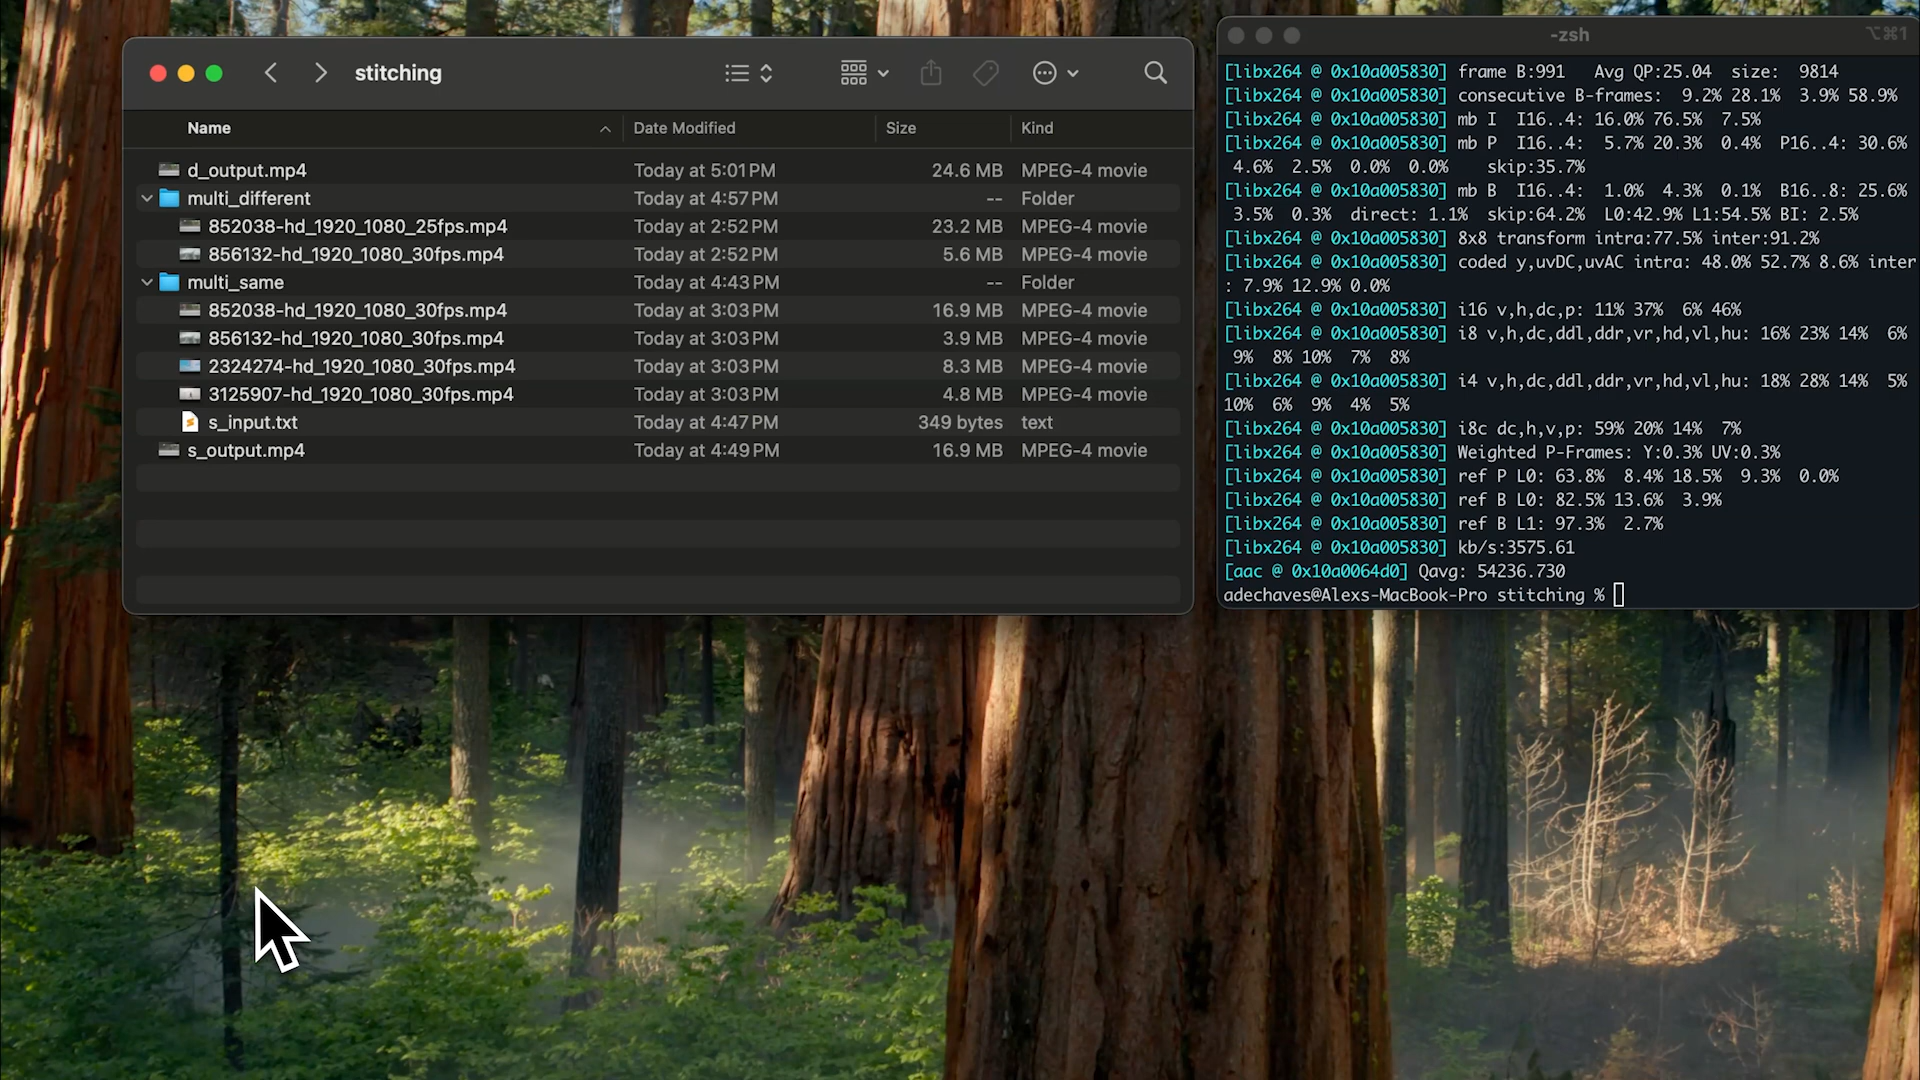 stitching
Name Date Modified Size Kind
d_output.mp4 Today at 5:01 PM 24.6 MB MPEG-4 movie
multi_different Today at 4:57 PM -- Folder
852038-hd_1920_1080_25fps.mp4 Today at 2:52 PM 23.2 MB MPEG-4 movie
856132-hd_1920_1080_30fps.mp4 Today at 2:52 PM 5.6 MB MPEG-4 movie
multi_same Today at 4:43 PM -- Folder
852038-hd_1920_1080_30fps.mp4 Today at 3:03 PM 16.9 MB MPEG-4 movie
856132-hd_1920_1080_30fps.mp4 Today at 3:03 PM 3.9 MB MPEG-4 movie
2324274-hd_1920_1080_30fps.mp4 Today at 3:03 PM 8.3 MB MPEG-4 movie
3125907-hd_1920_1080_30fps.mp4 Today at 3:03 PM 4.8 MB MPEG-4 movie
s_input.txt Today at 4:47 PM 349 bytes text
s_output.mp4 Today at 4:49 PM 16.9 MB MPEG-4 movie
-zsh ⌥⌘1
[libx264 @ 0x10a005830] frame B:991 Avg QP:25.04 size: 9814
[libx264 @ 0x10a005830] consecutive B-frames: 9.2% 28.1% 3.9% 58.9%
[libx264 @ 0x10a005830] mb I I16..4: 16.0% 76.5% 7.5%
[libx264 @ 0x10a005830] mb P I16..4: 5.7% 20.3% 0.4% P16..4: 30.6%
4.6% 2.5% 0.0% 0.0% skip:35.7%
[libx264 @ 0x10a005830] mb B I16..4: 1.0% 4.3% 0.1% B16..8: 25.6%
3.5% 0.3% direct: 1.1% skip:64.2% L0:42.9% L1:54.5% BI: 2.5%
[libx264 @ 0x10a005830] 8x8 transform intra:77.5% inter:91.2%
[libx264 @ 0x10a005830] coded y,uvDC,uvAC intra: 48.0% 52.7% 8.6% inter
: 7.9% 12.9% 0.0%
[libx264 @ 0x10a005830] i16 v,h,dc,p: 11% 37% 6% 46%
[libx264 @ 0x10a005830] i8 v,h,dc,ddl,ddr,vr,hd,vl,hu: 16% 23% 14% 6%
9% 8% 10% 7% 8%
[libx264 @ 0x10a005830] i4 v,h,dc,ddl,ddr,vr,hd,vl,hu: 18% 28% 14% 5%
10% 6% 9% 4% 5%
[libx264 @ 0x10a005830] i8c dc,h,v,p: 59% 20% 14% 7%
[libx264 @ 0x10a005830] Weighted P-Frames: Y:0.3% UV:0.3%
[libx264 @ 0x10a005830] ref P L0: 63.8% 8.4% 18.5% 9.3% 0.0%
[libx264 @ 0x10a005830] ref B L0: 82.5% 13.6% 3.9%
[libx264 @ 0x10a005830] ref B L1: 97.3% 2.7%
[libx264 @ 0x10a005830] kb/s:3575.61
[aac @ 0x10a0064d0] Qavg: 54236.730
adechaves@Alexs-MacBook-Pro stitching %